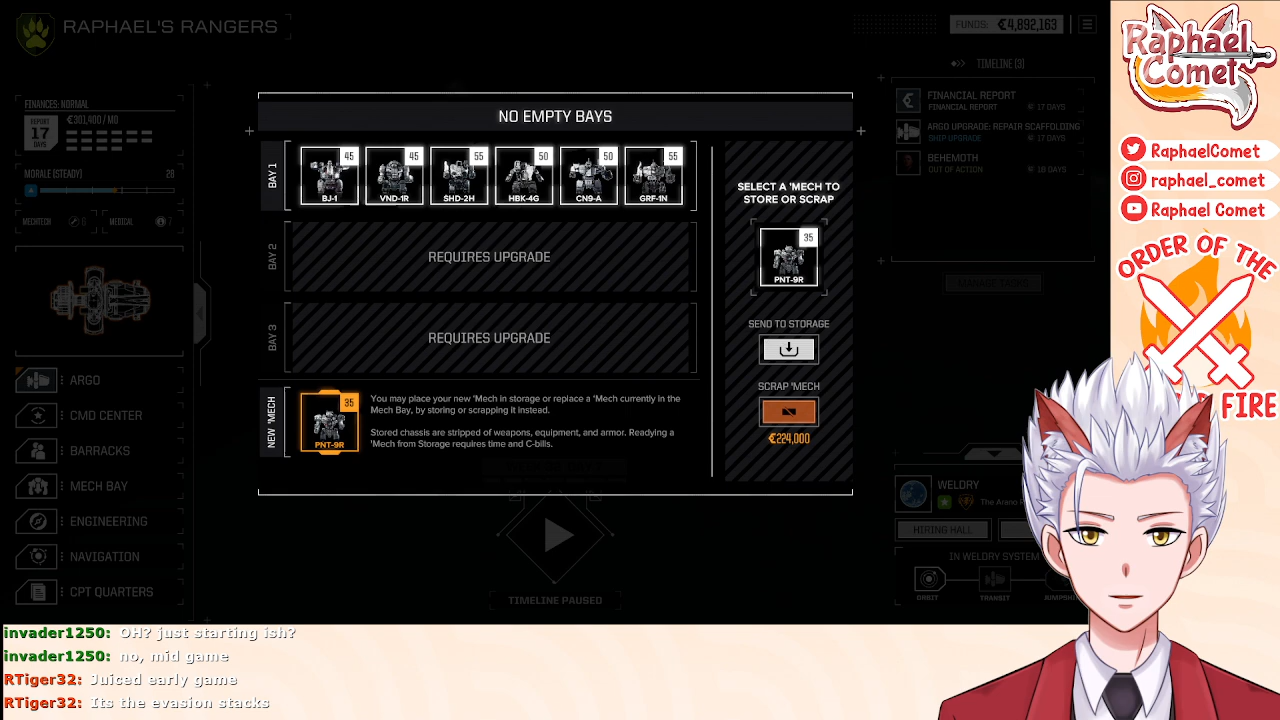 RAPHAEL'S RANGERS
FUNDS: €4,892,163
FINANCES: NORMAL
REPORT
17
DAYS
€301,400 / MO
MORALE (STEADY)
28
MECHTECH
MEDICAL
ARGO
CMD CENTER
BARRACKS
MECH BAY
ENGINEERING
NAVIGATION
CPT QUARTERS
NO EMPTY BAYS
BAY 1
45
BJ-1
45
VND-1R
55
SHD-2H
50
HBK-4G
50
CN9-A
55
GRF-1N
BAY 2
REQUIRES UPGRADE
BAY 3
REQUIRES UPGRADE
NEW 'MECH
35
PNT-9R
You may place your new 'Mech in storage or replace a 'Mech currently in the
Mech Bay, by storing or scrapping it instead.
Stored chassis are stripped of weapons, equipment, and armor. Readying a
'Mech from Storage requires time and C-bills.
SELECT A 'MECH TO
STORE OR SCRAP
35
PNT-9R
SEND TO STORAGE
SCRAP 'MECH
€224,000
TIMELINE PAUSED
TIMELINE (3)
FINANCIAL REPORT
FINANCIAL REPORT
17 DAYS
ARGO UPGRADE: REPAIR SCAFFOLDING
SHIP UPGRADE
17 DAYS
BEHEMOTH
OUT OF ACTION
10 DAYS
MANAGE TASKS
WELDRY
The Arano
HIRING HALL
IN WELDRY SYSTEM
ORBIT
TRANSIT
JUMPSHIP
Raphael
Comet
RaphaelComet
raphael_comet
Raphael Comet
ORDER OF THE
FIRE
invader1250: OH? just starting ish?
invader1250: no, mid game
RTiger32: Juiced early game
RTiger32: Its the evasion stacks